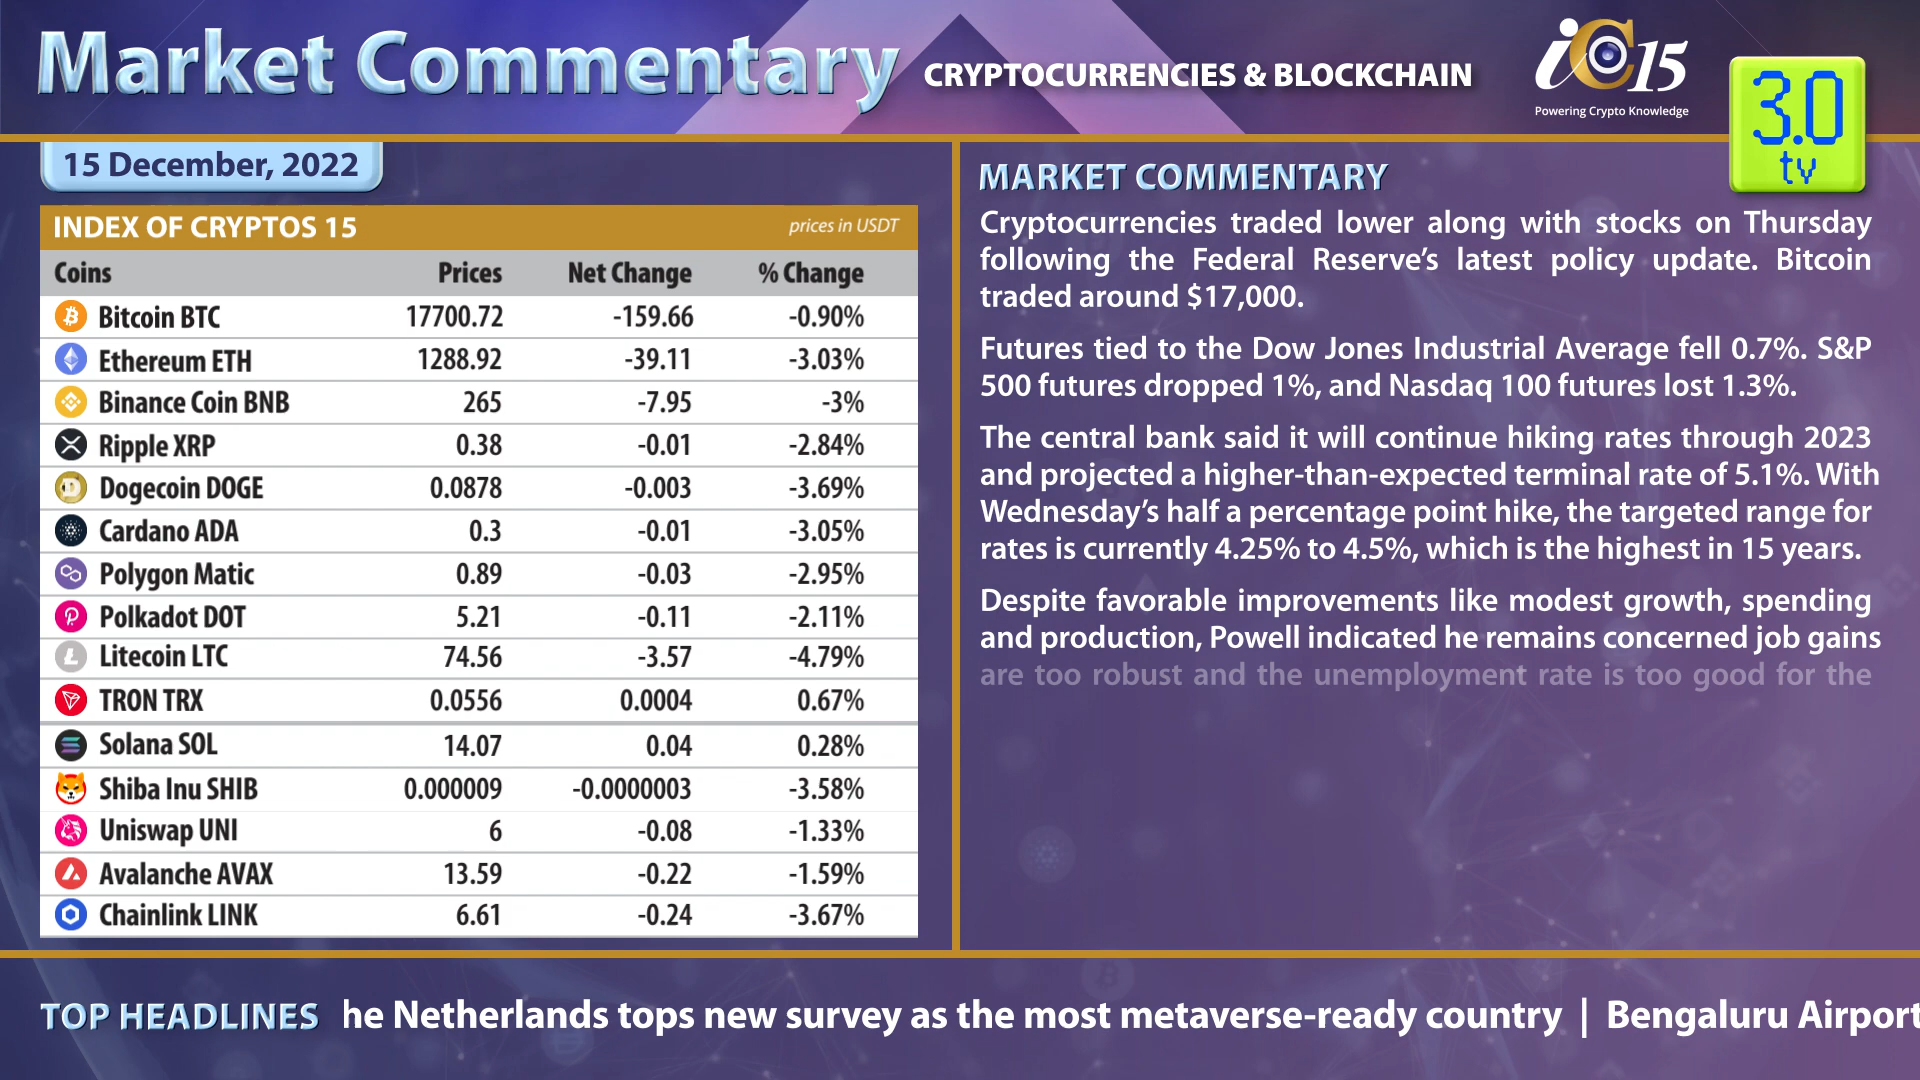 Market Commentary CRYPTOCURRENCIES & BLOCKCHAIN
iC15
Powering Crypto Knowledge
3.0
tv
15 December, 2022
INDEX OF CRYPTOS 15 prices in USDT
Coins Prices Net Change % Change
Bitcoin BTC 17700.72 -159.66 -0.90%
Ethereum ETH 1288.92 -39.11 -3.03%
Binance Coin BNB 265 -7.95 -3%
Ripple XRP 0.38 -0.01 -2.84%
Dogecoin DOGE 0.0878 -0.003 -3.69%
Cardano ADA 0.3 -0.01 -3.05%
Polygon Matic 0.89 -0.03 -2.95%
Polkadot DOT 5.21 -0.11 -2.11%
Litecoin LTC 74.56 -3.57 -4.79%
TRON TRX 0.0556 0.0004 0.67%
Solana SOL 14.07 0.04 0.28%
Shiba Inu SHIB 0.000009 -0.0000003 -3.58%
Uniswap UNI 6 -0.08 -1.33%
Avalanche AVAX 13.59 -0.22 -1.59%
Chainlink LINK 6.61 -0.24 -3.67%
MARKET COMMENTARY
Cryptocurrencies traded lower along with stocks on Thursday
following the Federal Reserve's latest policy update. Bitcoin
traded around $17,000.
Futures tied to the Dow Jones Industrial Average fell 0.7%. S&P
500 futures dropped 1%, and Nasdaq 100 futures lost 1.3%.
The central bank said it will continue hiking rates through 2023
and projected a higher-than-expected terminal rate of 5.1%. With
Wednesday's half a percentage point hike, the targeted range for
rates is currently 4.25% to 4.5%, which is the highest in 15 years.
Despite favorable improvements like modest growth, spending
and production, Powell indicated he remains concerned job gains
are too robust and the unemployment rate is too good for the
TOP HEADLINES he Netherlands tops new survey as the most metaverse-ready country | Bengaluru Airport